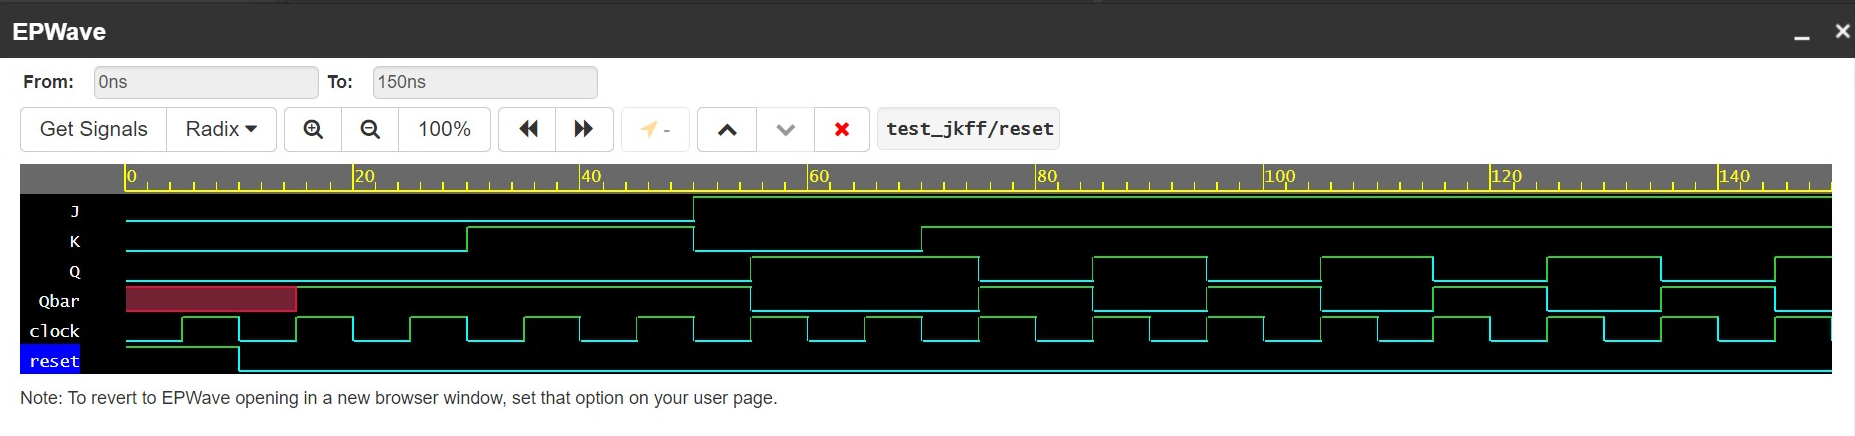 EPWave
From: 0ns To: 150ns
Get Signals Radix 100% - test_jkff/reset
0 20 40 60 80 100 120 140
J
K
Q
Qbar
clock
reset
Note: To revert to EPWave opening in a new browser window, set that option on your user page.